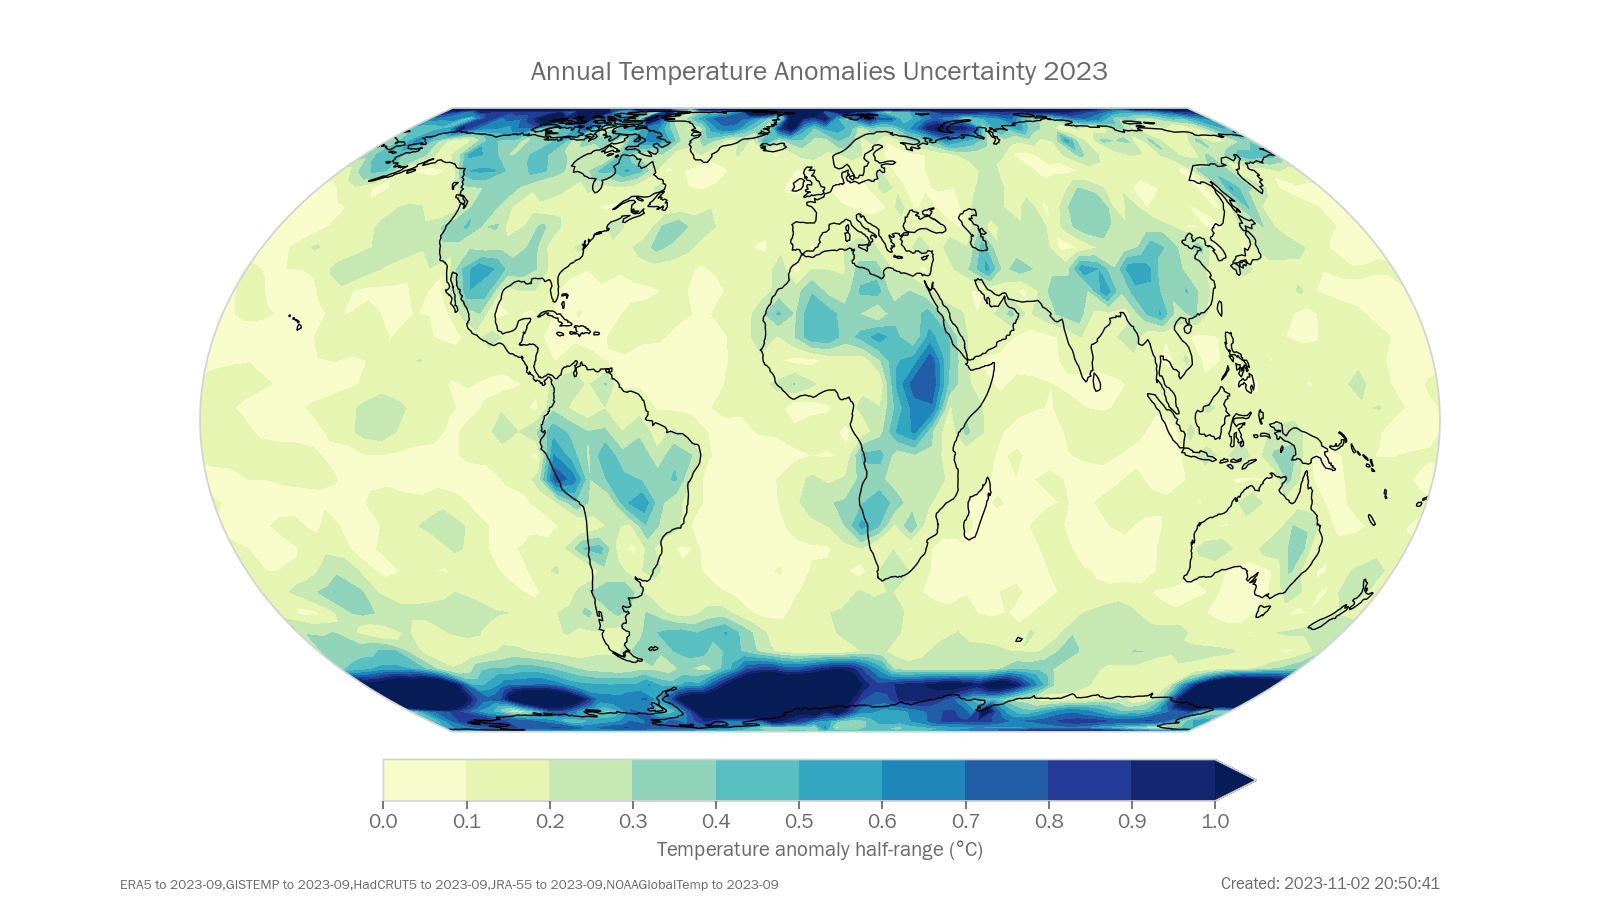 Annual Temperature Anomalies Uncertainty 2023
0.0 0.1 0.2 0.3 0.4 0.5 0.6 0.7 0.8 0.9 1.0
Temperature anomaly half-range (°C)
ERA5 to 2023-09,GISTEMP to 2023-09,HadCRUT5 to 2023-09,JRA-55 to 2023-09,NOAAGlobalTemp to 2023-09
Created: 2023-11-02 20:50:41